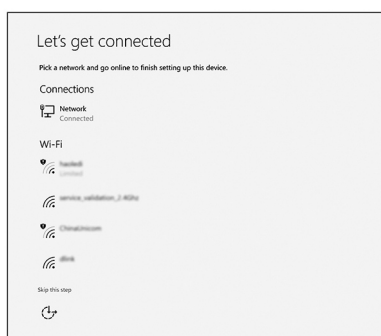 Let's get connected
Pick a network and go online to finish setting up this device.
Connections
Network
Connected
Wi-Fi
Limited
service_validation_2.4Ghz
ChinaUnicom
dlink
Skip this step